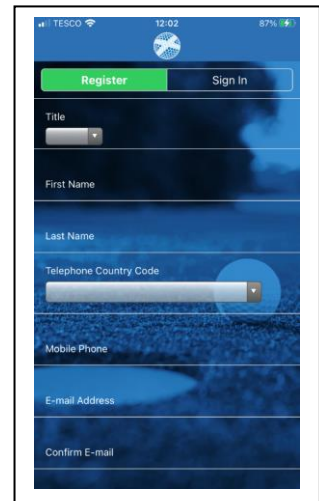 TESCO 12:02 87%
Register Sign In
Title
First Name
Last Name
Telephone Country Code
Mobile Phone
E-mail Address
Confirm E-mail